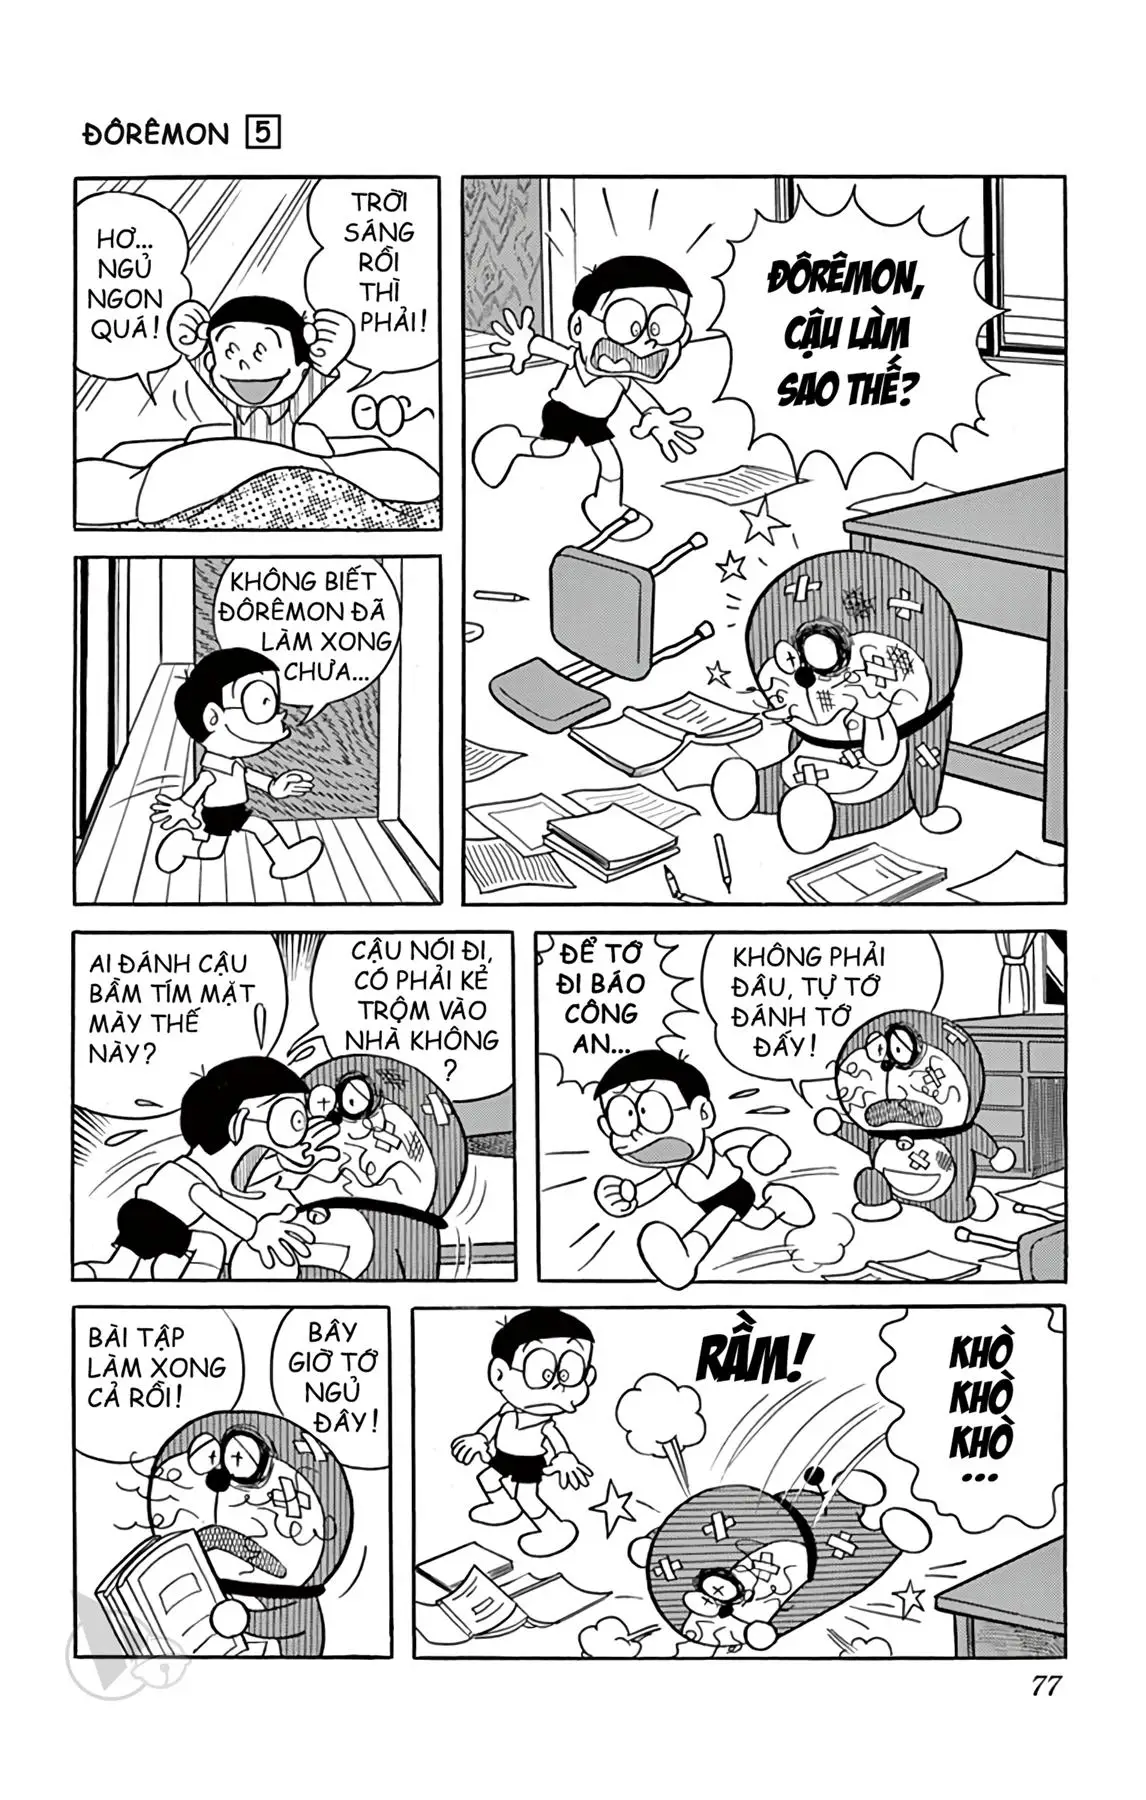 ĐÔRÊMON 5
HƠ...
NGỦ
NGON
QUÁ!
TRỜI
SÁNG
RỒI
THÌ
PHẢI!
KHÔNG BIẾT
ĐÔRÊMON ĐÃ
LÀM XONG
CHƯA...
ĐÔRÊMON,
CẬU LÀM
SAO THẾ?
AI ĐÁNH CẬU
BẦM TÍM MẶT
MÀY THẾ
NÀY?
CẬU NÓI ĐI,
CÓ PHẢI KẺ
TRỘM VÀO
NHÀ KHÔNG
?
ĐỂ TỚ
ĐI BÁO
CÔNG
AN...
KHÔNG PHẢI
ĐÂU, TỰ TỚ
ĐÁNH TỚ
ĐẤY!
BÀI TẬP
LÀM XONG
CẢ RỒI!
BÂY
GIỜ TỚ
NGỦ
ĐÂY!
RẦM!
KHÒ
KHÒ
KHÒ
...
77